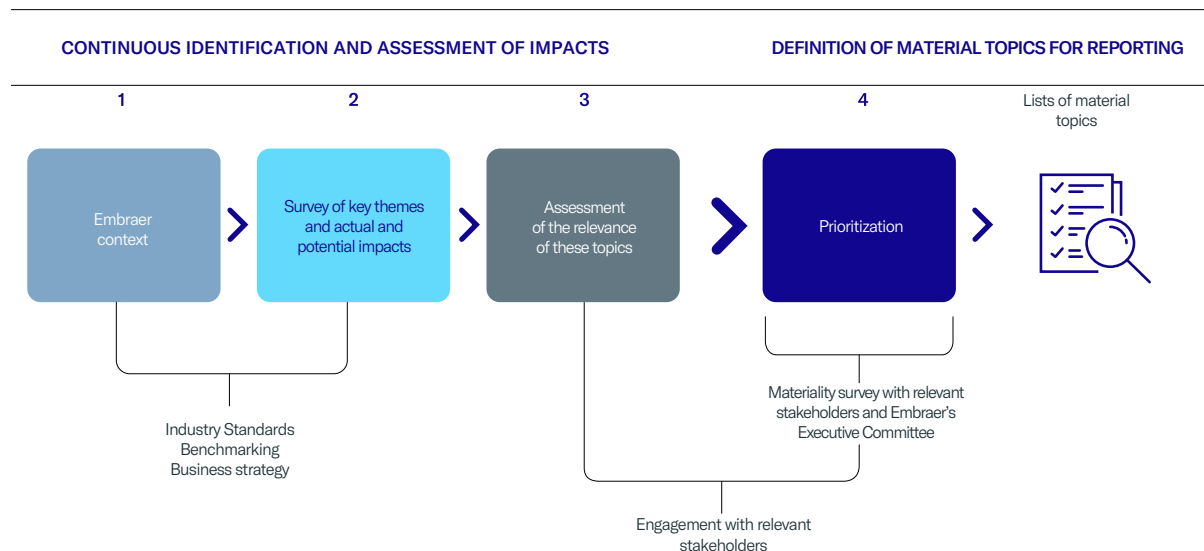 CONTINUOUS IDENTIFICATION AND ASSESSMENT OF IMPACTS
DEFINITION OF MATERIAL TOPICS FOR REPORTING
1
2
3
4
Lists of material
topics
Embraer
context
Survey of key themes
and actual and
potential impacts
Assessment
of the relevance
of these topics
Prioritization
Industry Standards
Benchmarking
Business strategy
Materiality survey with relevant
stakeholders and Embraer's
Executive Committee
Engagement with relevant
stakeholders